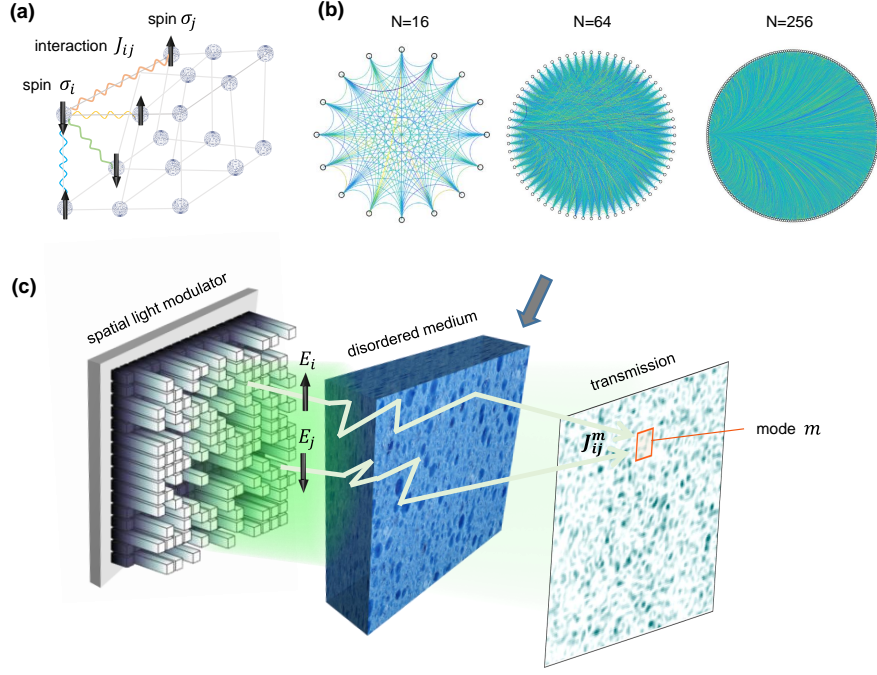 (a)
spin σj
interaction Jij
spin σi
(b)
N=16
N=64
N=256
(c)
spatial light modulator
Ei
Ej
disordered medium
transmission
J^m_ij
mode m